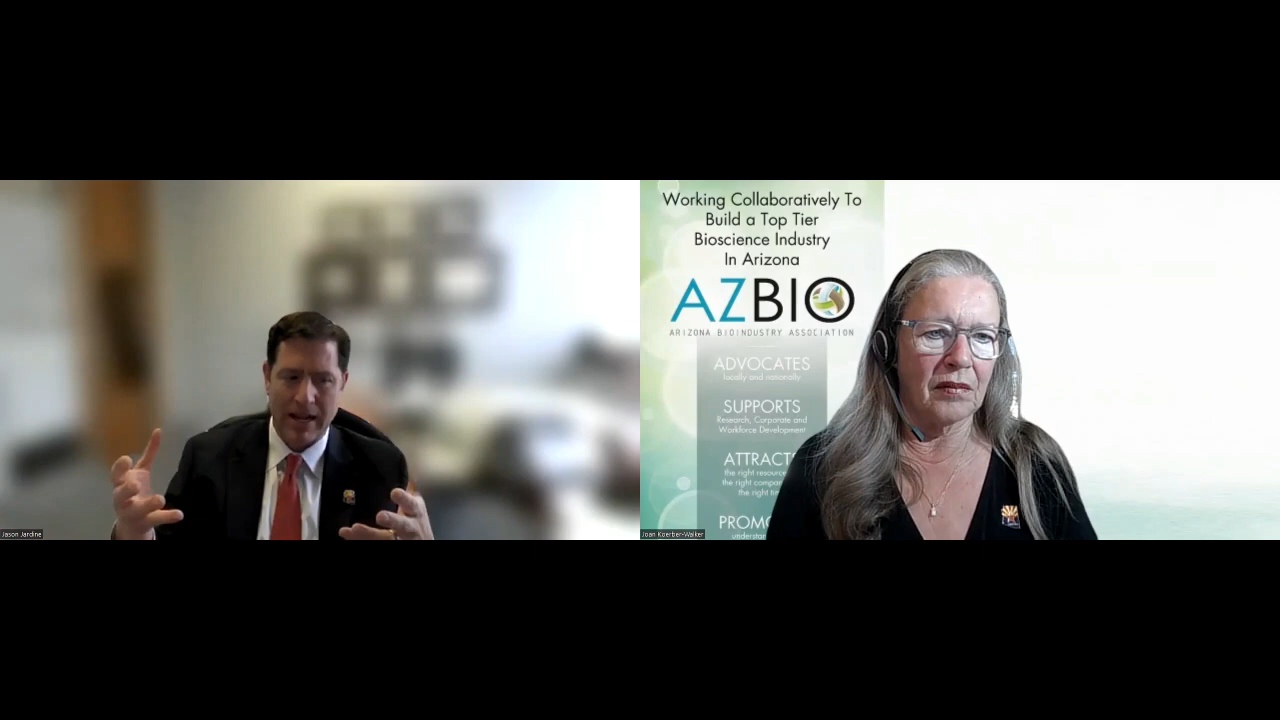 Working Collaboratively To
Build a Top Tier
Bioscience Industry
In Arizona
AZBIO
ARIZONA BIOINDUSTRY ASSOCIATION
ADVOCATES
locally and nationally
SUPPORTS
Research, Corporate and
Workforce Development
ATTRACTS
the right resource
the right compan
the right
PROMO
Jason Jardine
Joan Koerber-Walker